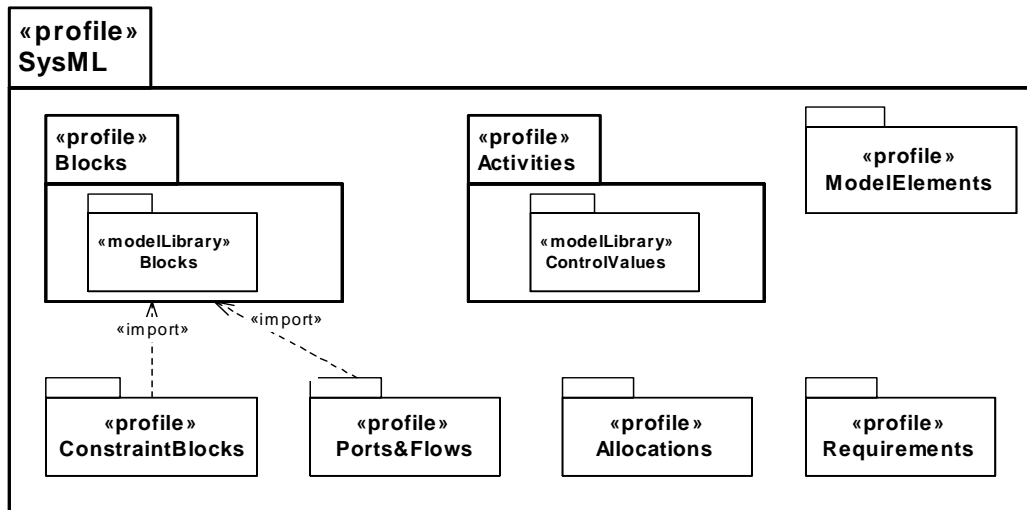 «profile»
SysML
«profile»
Blocks
«modelLibrary»
Blocks
«profile»
Activities
«modelLibrary»
ControlValues
«profile»
ModelElements
«import»
«import»
«profile»
ConstraintBlocks
«profile»
Ports&Flows
«profile»
Allocations
«profile»
Requirements